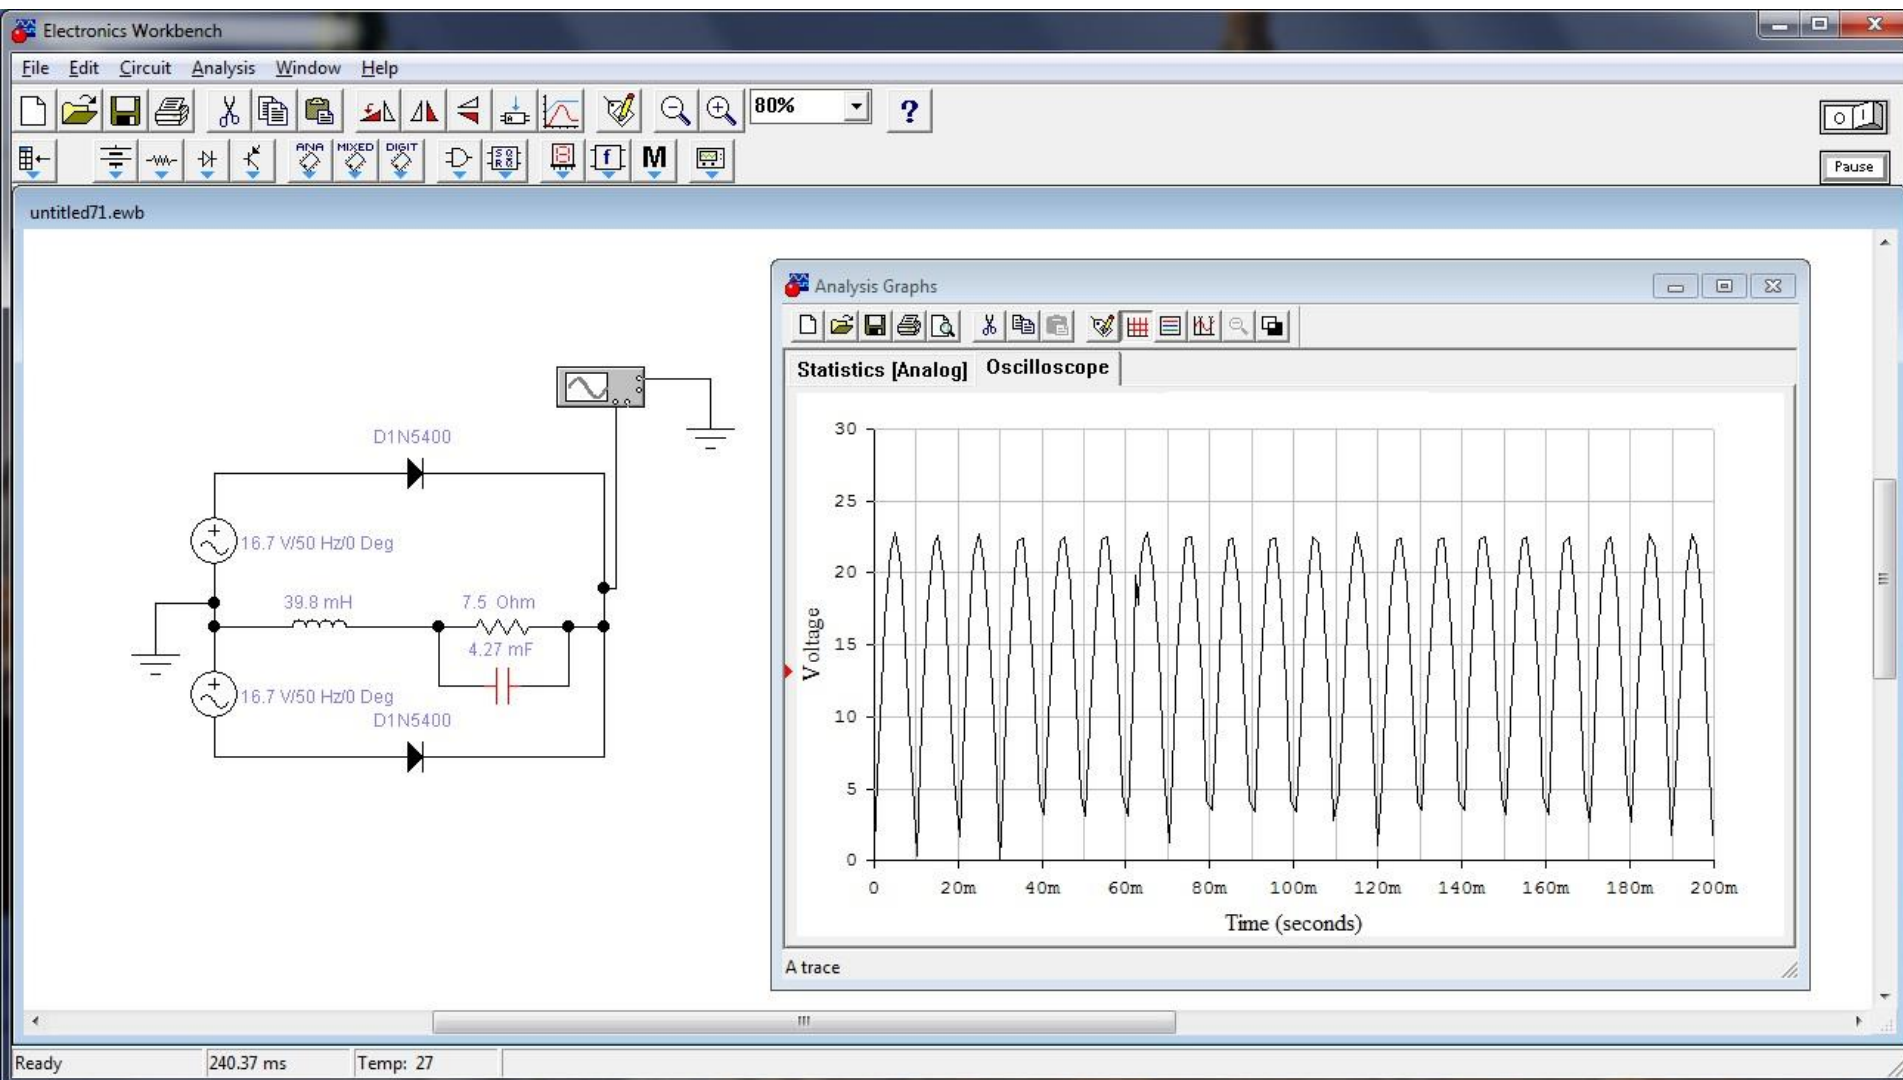 Electronics Workbench
File Edit Circuit Analysis Window Help
80%
?
ANA MIXED DIGIT
M
Pause
untitled71.ewb
Analysis Graphs
Statistics [Analog] Oscilloscope
D1N5400
16.7 V/50 Hz/0 Deg
39.8 mH
7.5 Ohm
4.27 mF
16.7 V/50 Hz/0 Deg
D1N5400
30
25
20
15
10
5
0
Voltage
0 20m 40m 60m 80m 100m 120m 140m 160m 180m 200m
Time (seconds)
A trace
Ready 240.37 ms Temp: 27